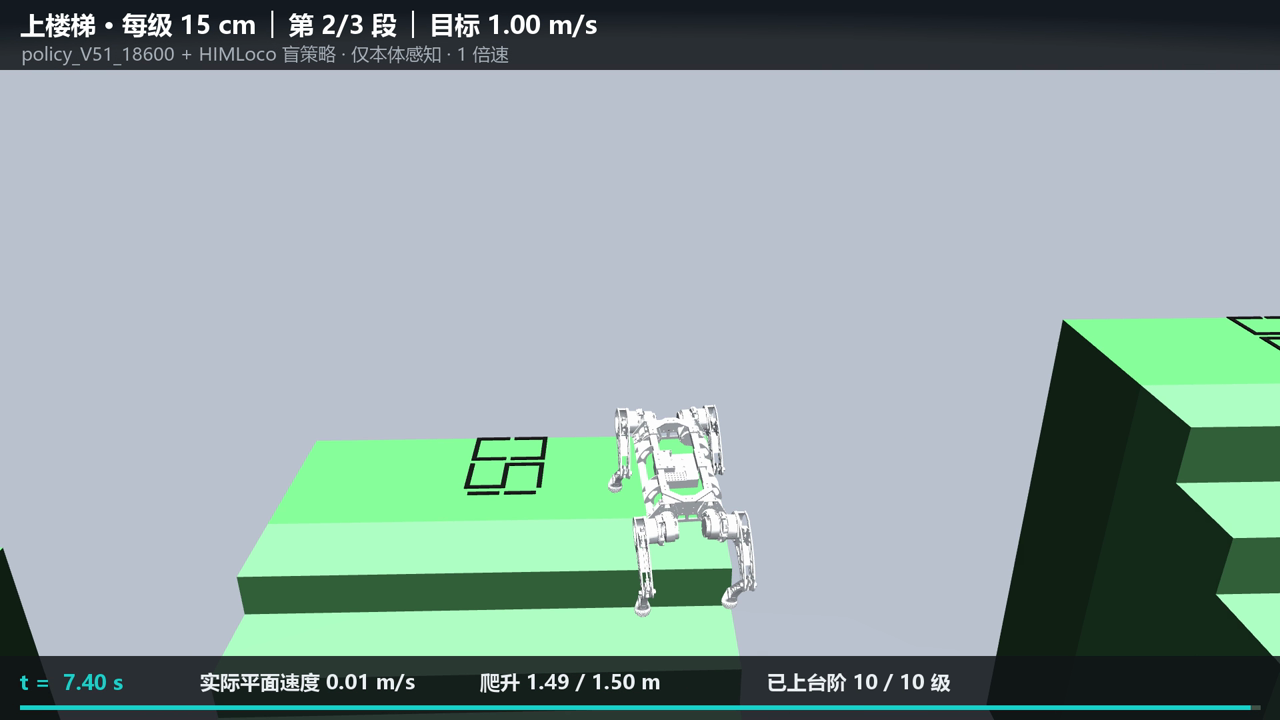 上楼梯 • 每级 15 cm │ 第 2/3 段 │ 目标 1.00 m/s
policy_V51_18600 + HIMLoco 盲策略 · 仅本体感知 · 1 倍速
t = 7.40 s 实际平面速度 0.01 m/s 爬升 1.49 / 1.50 m 已上台阶 10 / 10 级